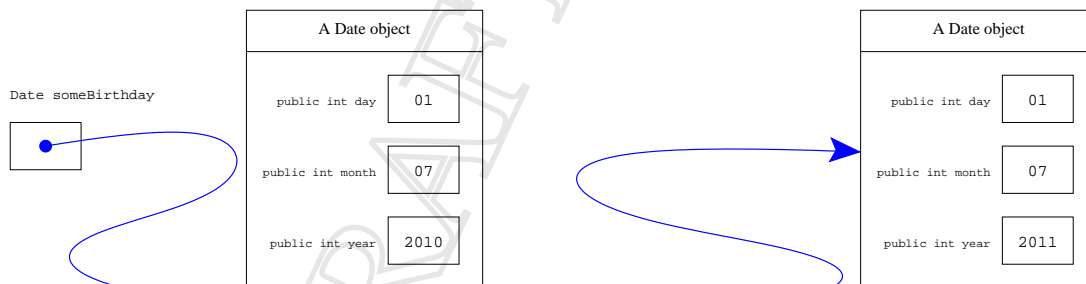 A Date object
A Date object
public int day 01
public int day 01
Date someBirthday
public int month 07
public int month 07
public int year 2010
public int year 2011